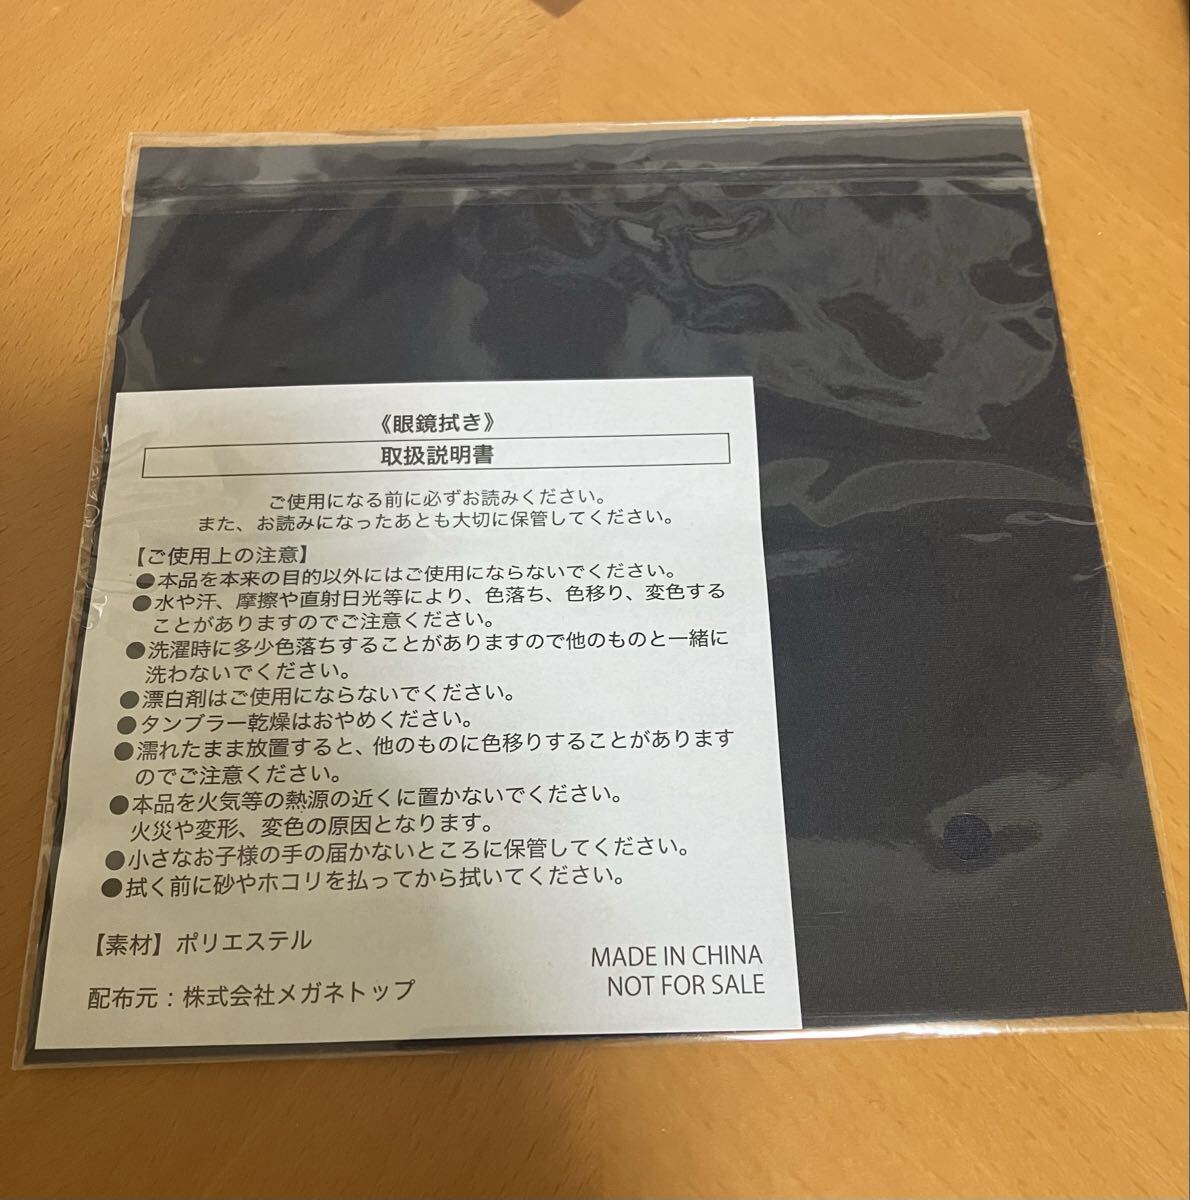 《眼鏡拭き》
取扱説明書
ご使用になる前に必ずお読みください。
また、お読みになったあとも大切に保管してください。
【ご使用上の注意】
●本品を本来の目的以外にはご使用にならないでください。
●水や汗、摩擦や直射日光等により、色落ち、色移り、変色する
ことがありますのでご注意ください。
●洗濯時に多少色落ちすることがありますので他のものと一緒に
洗わないでください。
●漂白剤はご使用にならないでください。
●タンブラー乾燥はおやめください。
●濡れたまま放置すると、他のものに色移りすることがあります
のでご注意ください。
●本品を火気等の熱源の近くに置かないでください。
火災や変形、変色の原因となります。
●小さなお子様の手の届かないところに保管してください。
●拭く前に砂やホコリを払ってから拭いてください。
【素材】ポリエステル
配布元：株式会社メガネトップ
MADE IN CHINA
NOT FOR SALE